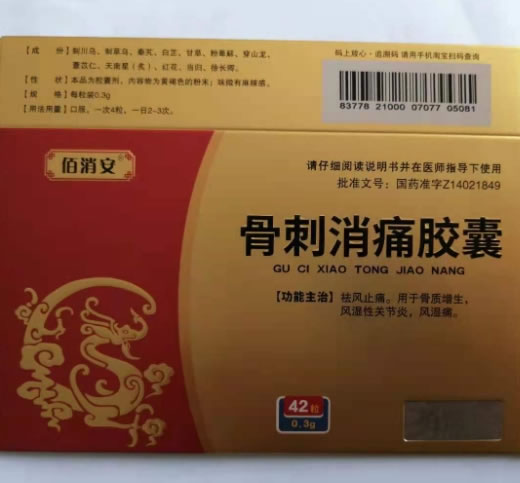 【成 份】制川乌、制草乌、秦艽、白芷、甘草、粉萆薢、穿山龙、
薏苡仁、天南星（炙）、红花、当归、徐长卿。
【性 状】本品为胶囊剂，内容物为黄褐色的粉末；味微有麻辣感。
【规 格】每粒装0.3g
【用法用量】口服。一次4粒，一日2-3次。
码上放心·追溯码 请用手机淘宝扫码查询
83778 21000 07077 05081
佰消安®
请仔细阅读说明书并在医师指导下使用
批准文号：国药准字Z14021849
骨刺消痛胶囊
GU CI XIAO TONG JIAO NANG
【功能主治】祛风止痛。用于骨质增生，
风湿性关节炎，风湿痛。
42粒
0.3g